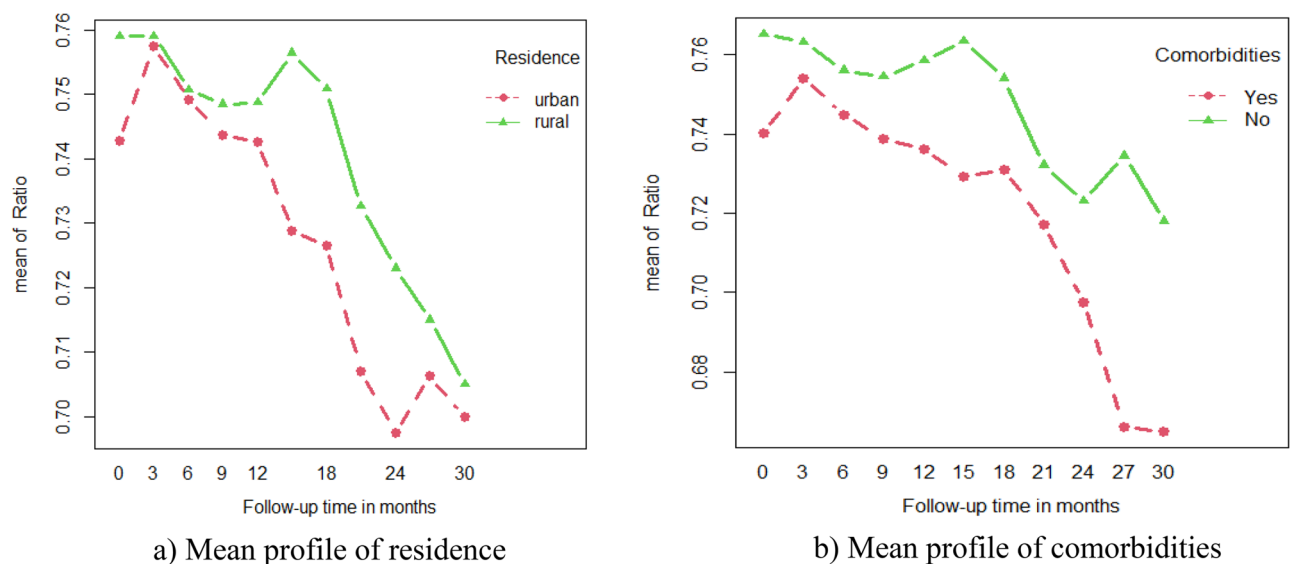 mean of Ratio
0.76
0.75
0.74
0.73
0.72
0.71
0.70
Residence
urban
rural
0 3 6 9 12 18 24 30
Follow-up time in months
a) Mean profile of residence
mean of Ratio
0.76
0.74
0.72
0.70
0.68
Comorbidities
Yes
No
0 3 6 9 12 15 18 21 24 27 30
Follow-up time in months
b) Mean profile of comorbidities